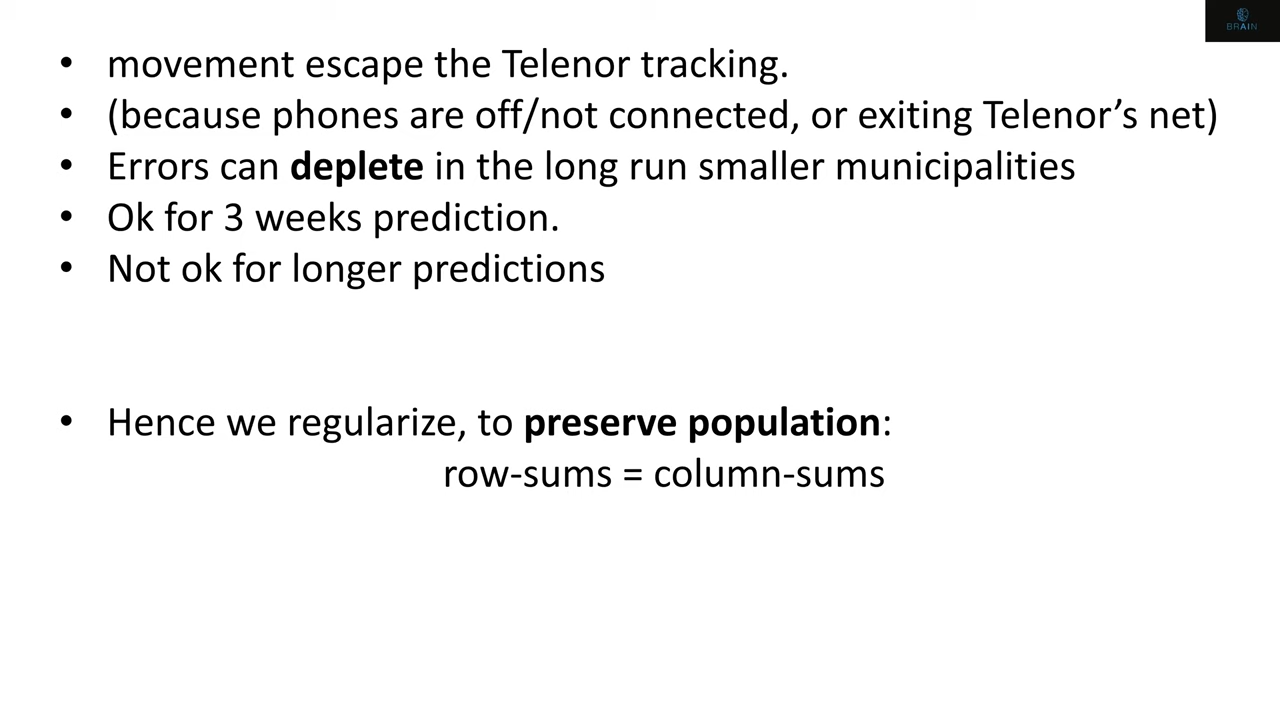 BRAIN
• movement escape the Telenor tracking.
• (because phones are off/not connected, or exiting Telenor’s net)
• Errors can deplete in the long run smaller municipalities
• Ok for 3 weeks prediction.
• Not ok for longer predictions
• Hence we regularize, to preserve population:
row-sums = column-sums